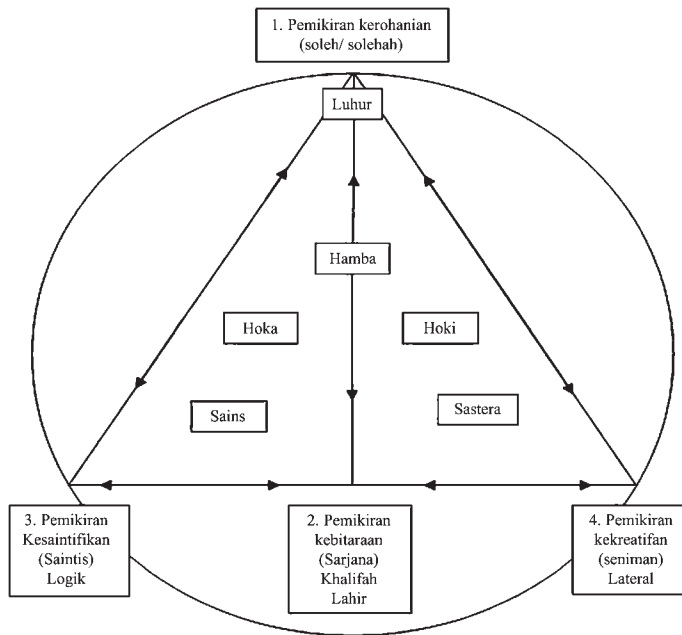 1. Pemikiran kerohanian
(soleh/ solehah)
Luhur
Hamba
Hoka
Hoki
Sains
Sastera
3. Pemikiran
Kesaintifikan
(Saintis)
Logik
2. Pemikiran
kebitaraan
(Sarjana)
Khalifah
Lahir
4. Pemikiran
kekreatifan
(seniman)
Lateral